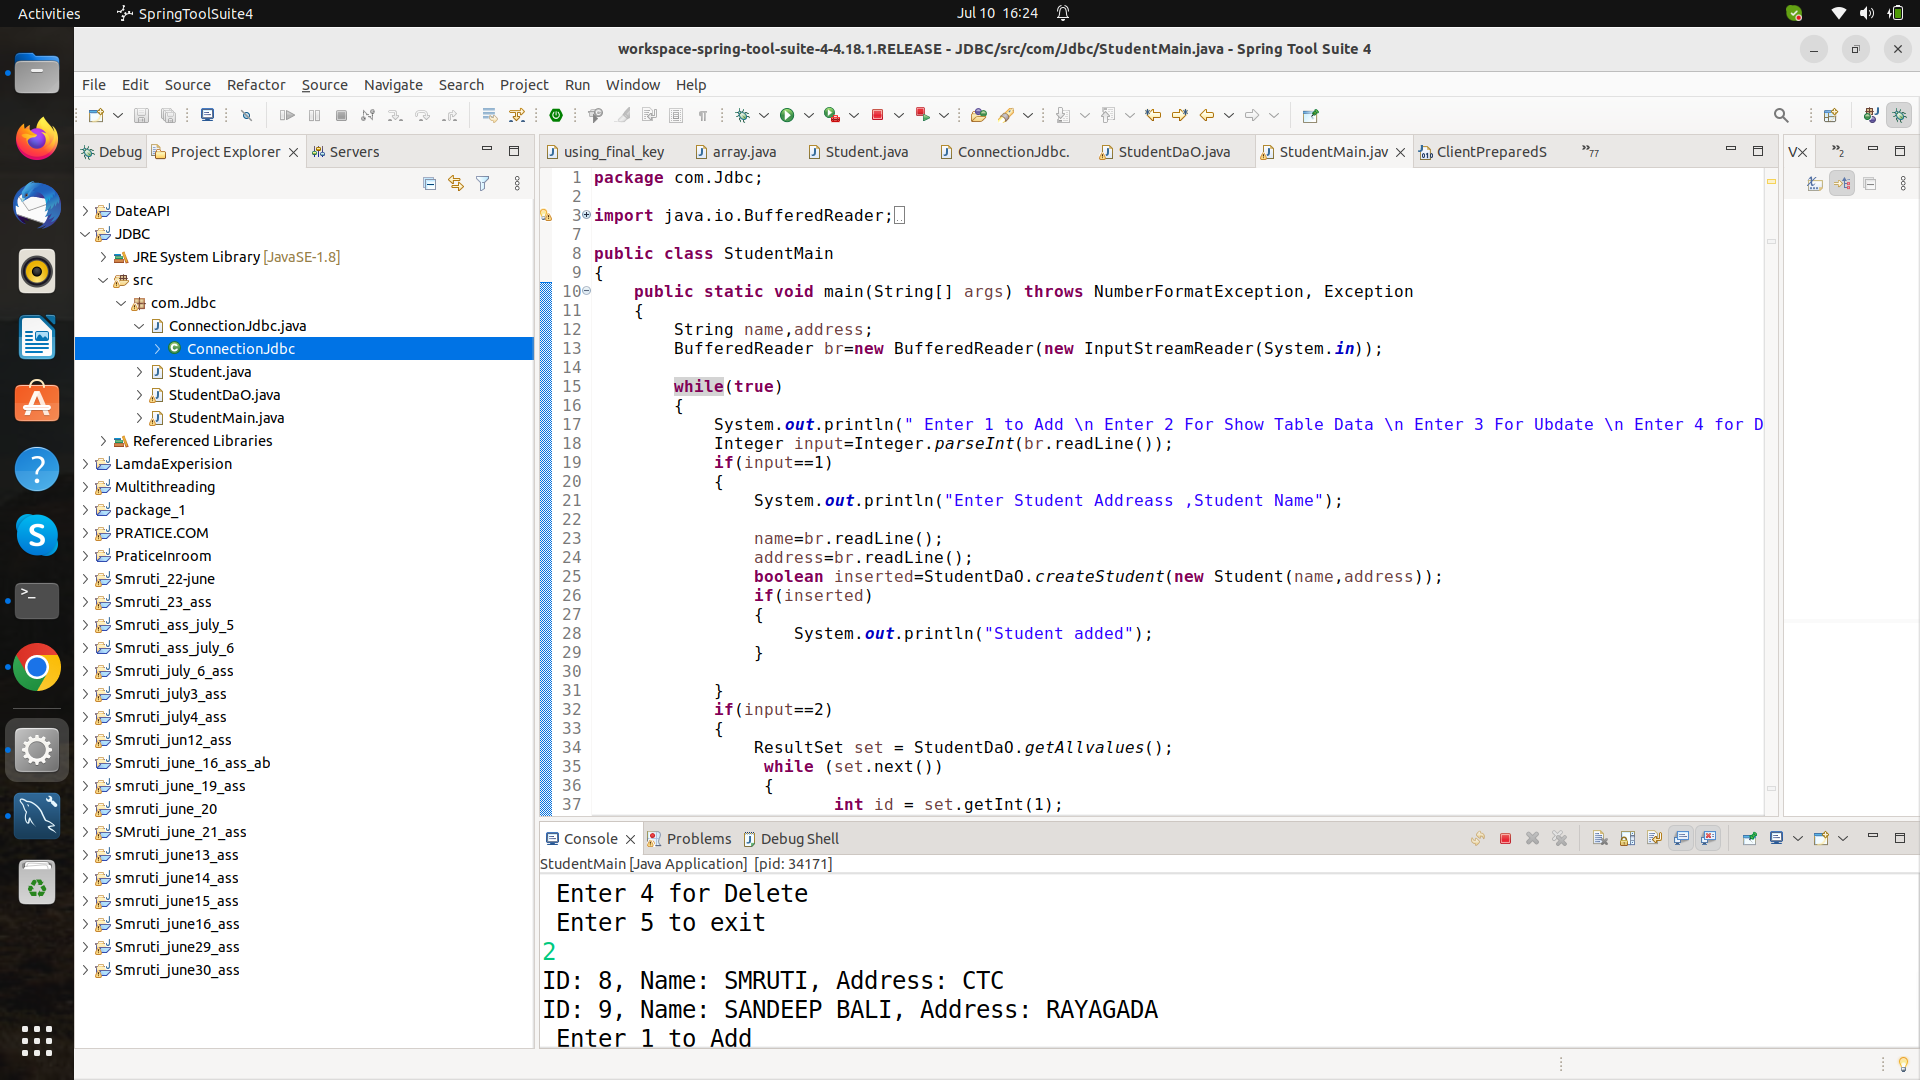 Activities SpringToolSuite4 Jul 10 16:24
workspace-spring-tool-suite-4-4.18.1.RELEASE - JDBC/src/com/Jdbc/StudentMain.java - Spring Tool Suite 4
File Edit Source Refactor Source Navigate Search Project Run Window Help
Debug Project Explorer Servers
using_final_key array.java Student.java ConnectionJdbc. StudentDaO.java StudentMain.jav ClientPreparedS »77
V »2
DateAPI
JDBC
JRE System Library [JavaSE-1.8]
src
com.Jdbc
ConnectionJdbc.java
ConnectionJdbc
Student.java
StudentDaO.java
StudentMain.java
Referenced Libraries
LamdaExperision
Multithreading
package_1
PRATICE.COM
PraticeInroom
Smruti_22-june
Smruti_23_ass
Smruti_ass_july_5
Smruti_ass_july_6
Smruti_july_6_ass
Smruti_july3_ass
Smruti_july4_ass
Smruti_jun12_ass
Smruti_june_16_ass_ab
smruti_june_19_ass
smruti_june_20
SMruti_june_21_ass
smruti_june13_ass
smruti_june14_ass
smruti_june15_ass
Smruti_june16_ass
Smruti_june29_ass
Smruti_june30_ass
1 package com.Jdbc;
2
3 import java.io.BufferedReader;
7
8 public class StudentMain
9 {
10 public static void main(String[] args) throws NumberFormatException, Exception
11 {
12 String name,address;
13 BufferedReader br=new BufferedReader(new InputStreamReader(System.in));
14
15 while(true)
16 {
17 System.out.println(" Enter 1 to Add \n Enter 2 For Show Table Data \n Enter 3 For Ubdate \n Enter 4 for D
18 Integer input=Integer.parseInt(br.readLine());
19 if(input==1)
20 {
21 System.out.println("Enter Student Addreass ,Student Name");
22
23 name=br.readLine();
24 address=br.readLine();
25 boolean inserted=StudentDaO.createStudent(new Student(name,address));
26 if(inserted)
27 {
28 System.out.println("Student added");
29 }
30
31 }
32 if(input==2)
33 {
34 ResultSet set = StudentDaO.getAllvalues();
35 while (set.next())
36 {
37 int id = set.getInt(1);
Console Problems Debug Shell
StudentMain [Java Application] [pid: 34171]
Enter 4 for Delete
Enter 5 to exit
2
ID: 8, Name: SMRUTI, Address: CTC
ID: 9, Name: SANDEEP BALI, Address: RAYAGADA
Enter 1 to Add